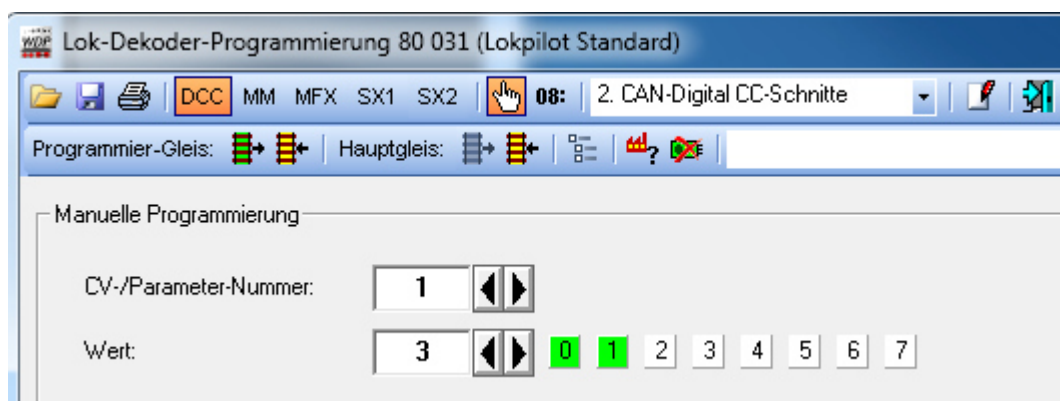 WDP Lok-Dekoder-Programmierung 80 031 (Lokpilot Standard)
DCC MM MFX SX1 SX2 08: 2. CAN-Digital CC-Schnitte
Programmier-Gleis: Hauptgleis: ?
Manuelle Programmierung
CV-/Parameter-Nummer: 1
Wert: 3 0 1 2 3 4 5 6 7